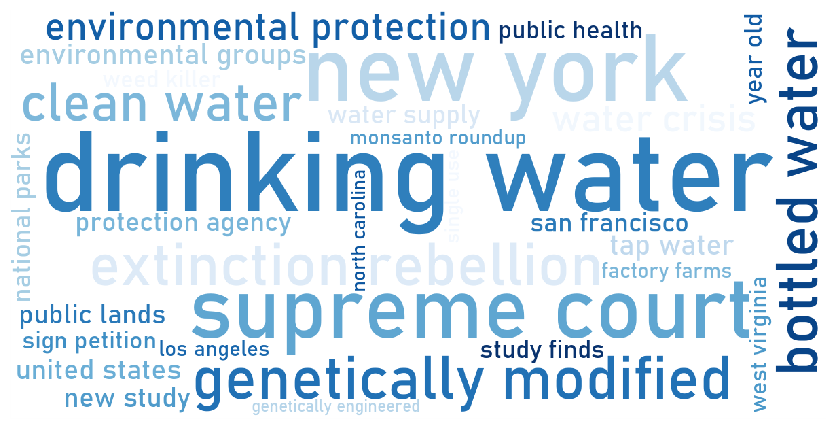 environmental protection
public health
year old
environmental groups
new york
bottled water
weed killer
clean water
water supply
water crisis
monsanto roundup
drinking water
national parks
single use
north carolina
protection agency
san francisco
tap water
extinction rebellion
factory farms
west virginia
supreme court
public lands
sign petition
los angeles
study finds
united states
genetically modified
new study
genetically engineered